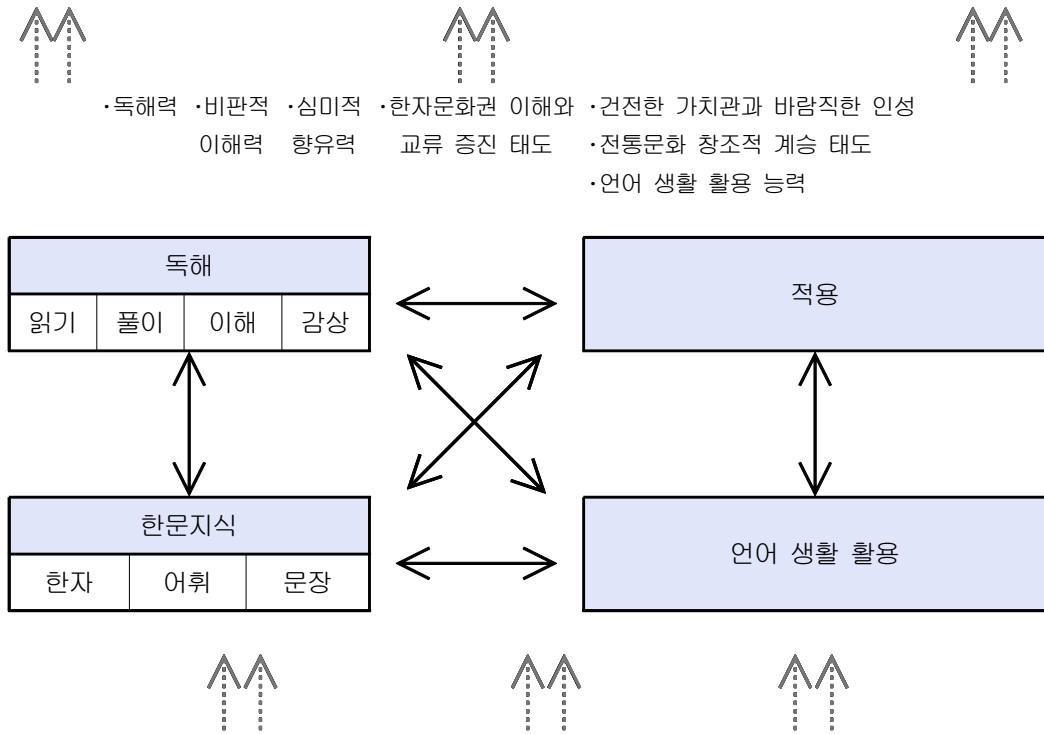 ·독해력 ·비판적 ·심미적 ·한자문화권 이해와 ·건전한 가치관과 바람직한 인성
이해력 향유력 교류 증진 태도 ·전통문화 창조적 계승 태도
·언어 생활 활용 능력
독해
읽기 풀이 이해 감상
적용
한문지식
한자 어휘 문장
언어 생활 활용